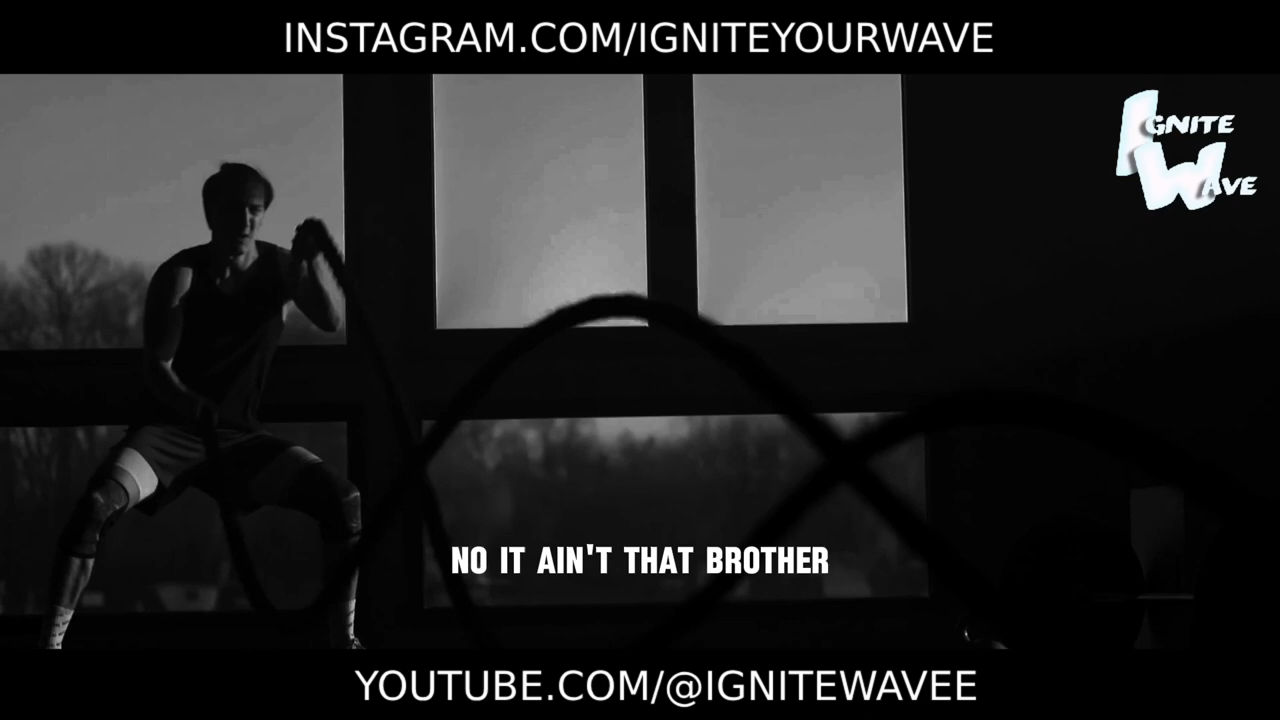 INSTAGRAM.COM/IGNITEYOURWAVE
IGNITE
WAVE
NO IT AIN'T THAT BROTHER
YOUTUBE.COM/@IGNITEWAVEE